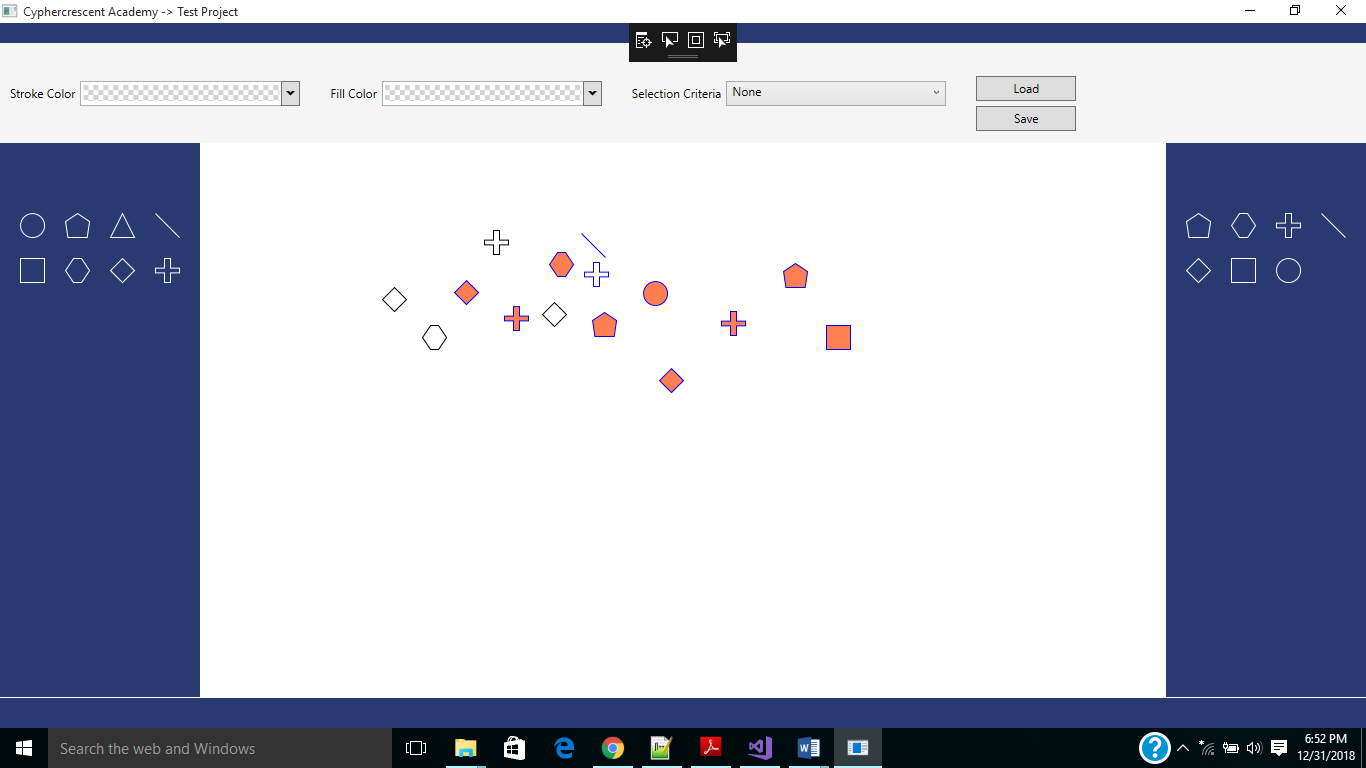 Cyphercrescent Academy -> Test Project
Stroke Color
Fill Color
Selection Criteria
None
Load
Save
Search the web and Windows
6:52 PM
12/31/2018